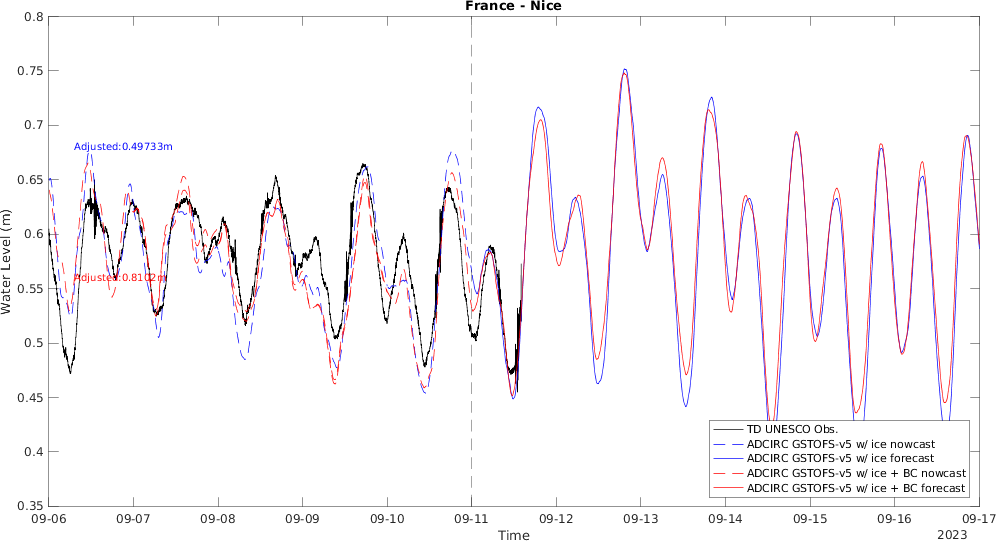 France - Nice
0.8
0.75
0.7
0.65
0.6
0.55
0.5
0.45
0.4
0.35
Water Level (m)
Adjusted:0.49733m
Adjusted:0.8102m
TD UNESCO Obs.
ADCIRC GSTOFS-v5 w/ ice nowcast
ADCIRC GSTOFS-v5 w/ ice forecast
ADCIRC GSTOFS-v5 w/ ice + BC nowcast
ADCIRC GSTOFS-v5 w/ ice + BC forecast
09-06 09-07 09-08 09-09 09-10 09-11 09-12 09-13 09-14 09-15 09-16 09-17
Time
2023